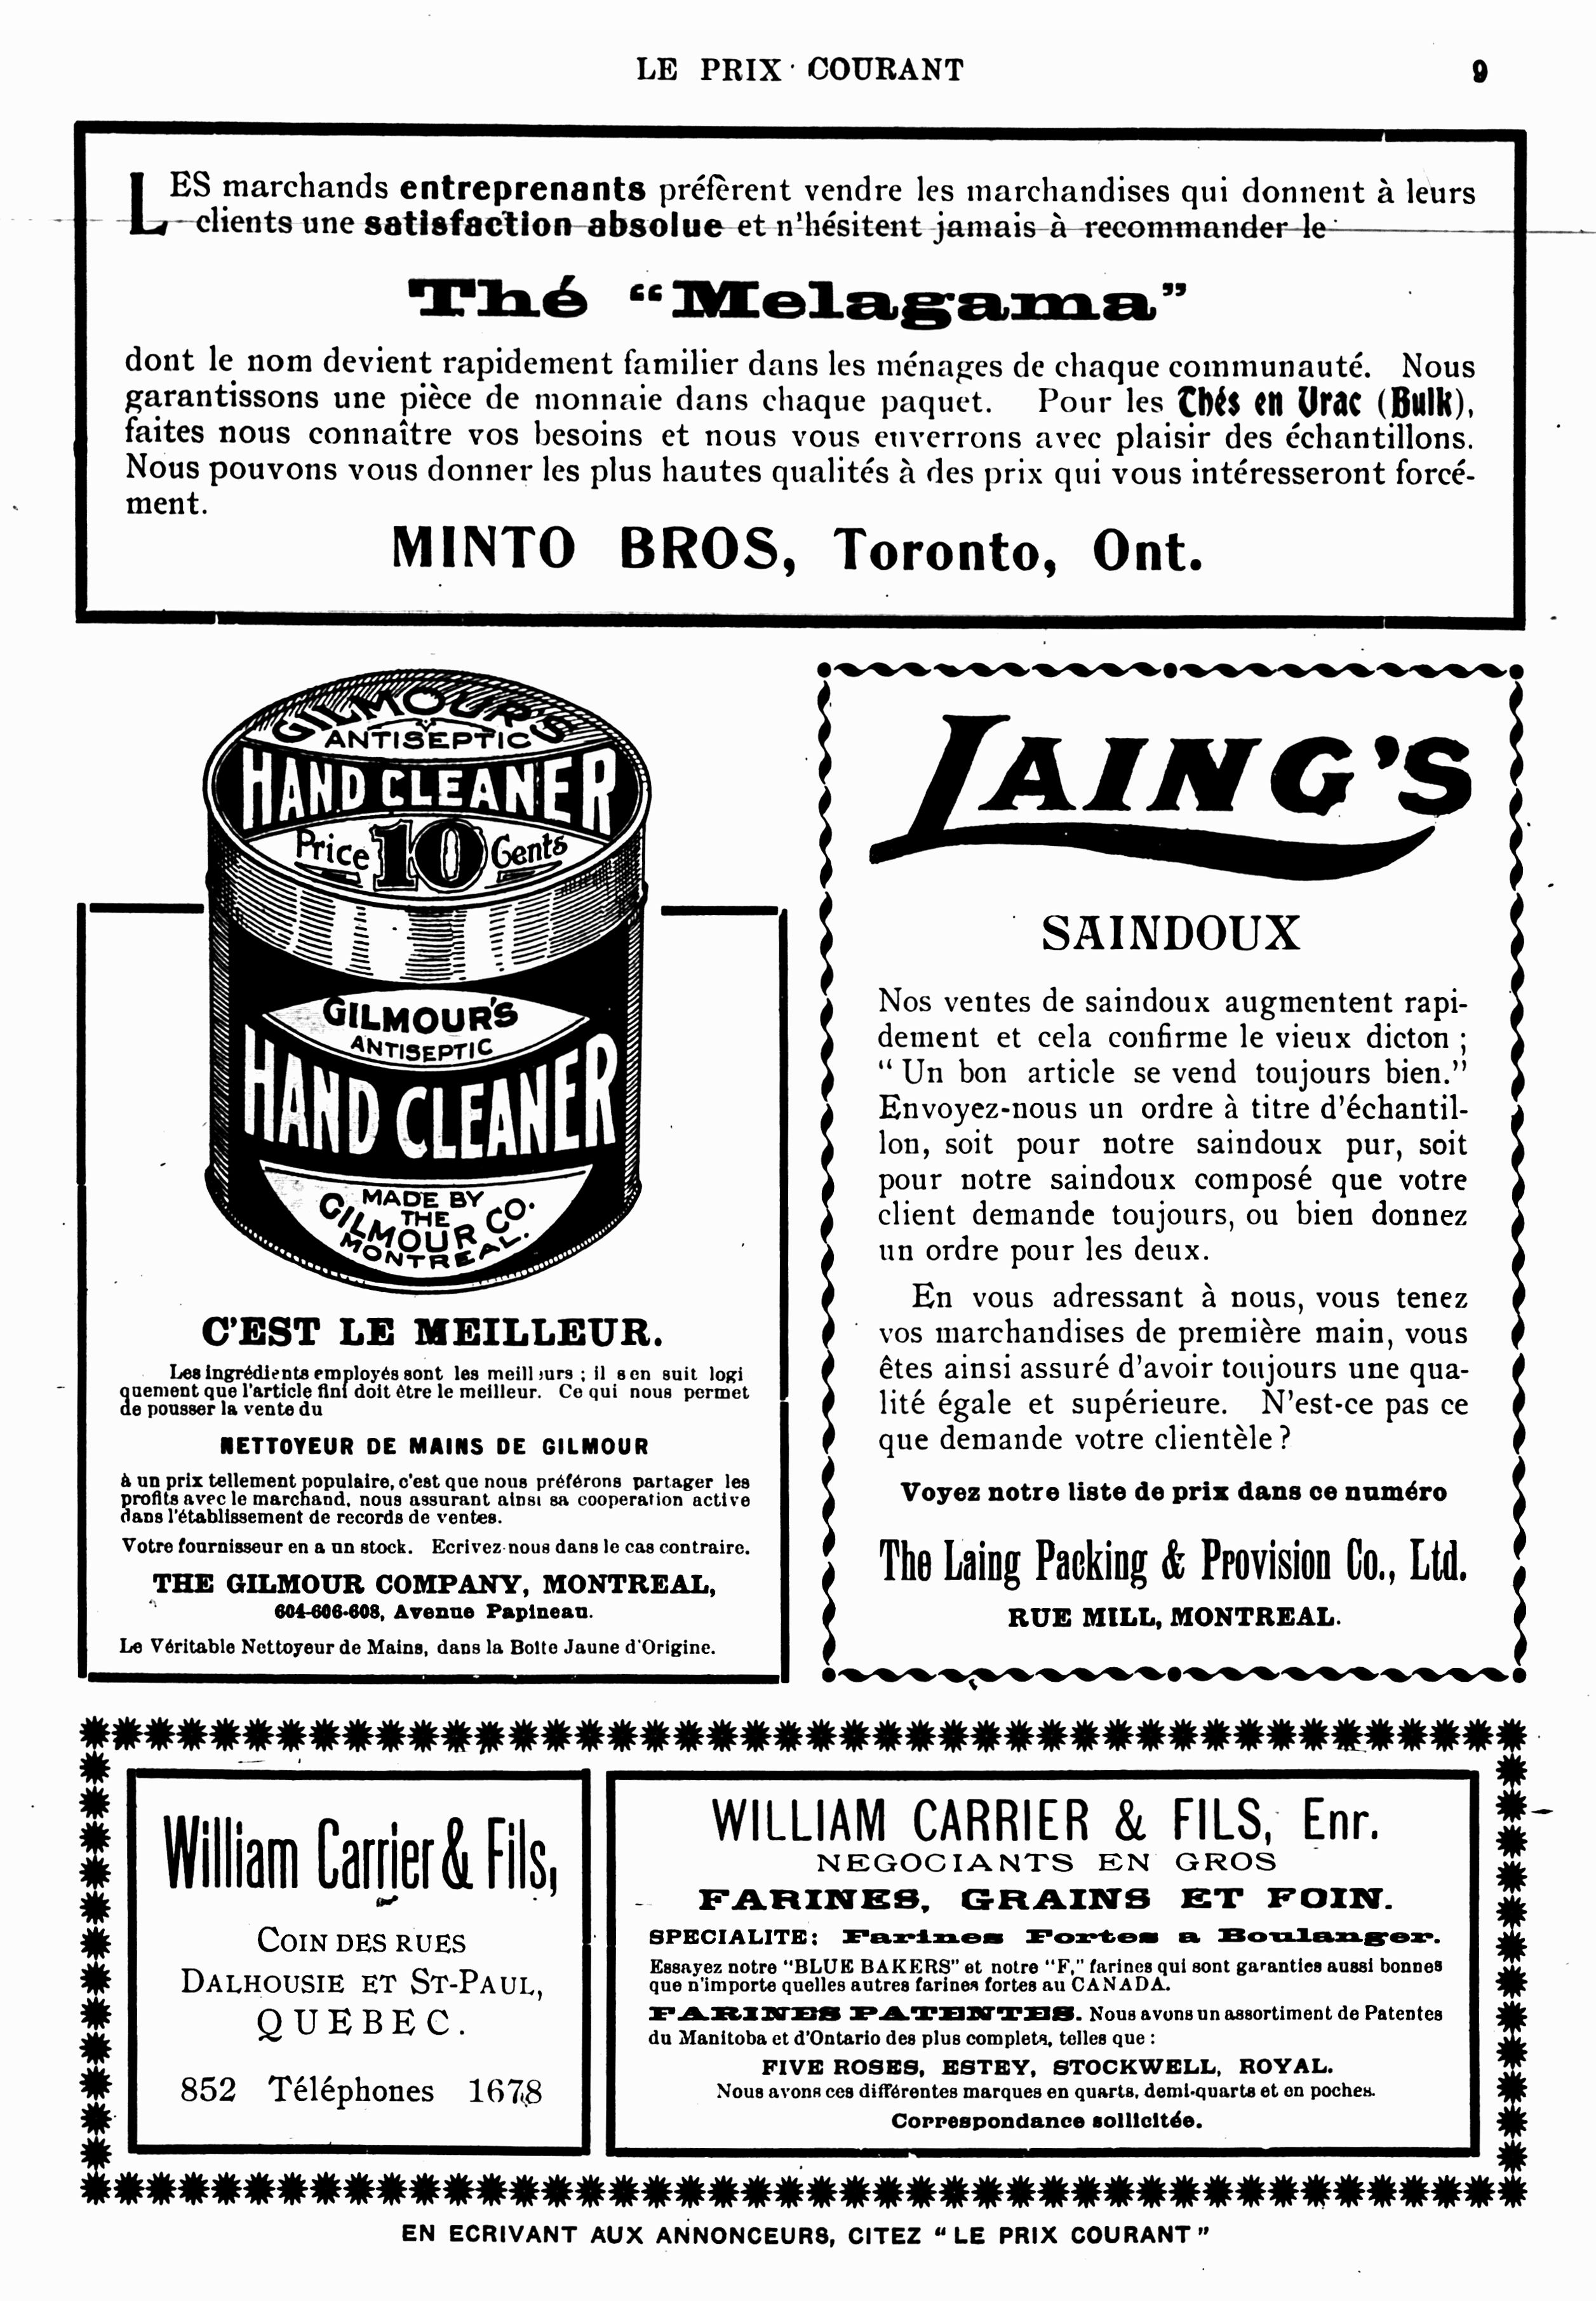 LE PRIX COURANT
9
LES marchands entreprenants préfèrent vendre les marchandises qui donnent à leurs
clients une satisfaction absolue et n'hésitent jamais à recommander le
Thé "Melagama"
dont le nom devient rapidement familier dans les ménages de chaque communauté. Nous
garantissons une pièce de monnaie dans chaque paquet. Pour les Thés en Vrac (Bulk),
faites nous connaître vos besoins et nous vous enverrons avec plaisir des échantillons.
Nous pouvons vous donner les plus hautes qualités à des prix qui vous intéresseront forcé-
ment.
MINTO BROS, Toronto, Ont.
GILMOUR'S
ANTISEPTIC
HAND CLEANER
Price 10 Cents
GILMOUR'S
ANTISEPTIC
HAND CLEANER
MADE BY
THE
GILMOUR CO.
MONTREAL.
C'EST LE MEILLEUR.
Les ingrédients employés sont les meilleurs ; il s en suit logi
quement que l'article fini doit être le meilleur. Ce qui nous permet
de pousser la vente du
NETTOYEUR DE MAINS DE GILMOUR
à un prix tellement populaire, c'est que nous préférons partager les
profits avec le marchand, nous assurant ainsi sa cooperation active
dans l'établissement de records de ventes.
Votre fournisseur en a un stock. Ecrivez-nous dans le cas contraire.
THE GILMOUR COMPANY, MONTREAL,
604-606-608, Avenue Papineau.
Le Véritable Nettoyeur de Mains, dans la Boite Jaune d'Origine.
LAING'S
SAINDOUX
Nos ventes de saindoux augmentent rapi-
dement et cela confirme le vieux dicton ;
" Un bon article se vend toujours bien."
Envoyez-nous un ordre à titre d'échantil-
lon, soit pour notre saindoux pur, soit
pour notre saindoux composé que votre
client demande toujours, ou bien donnez
un ordre pour les deux.
En vous adressant à nous, vous tenez
vos marchandises de première main, vous
êtes ainsi assuré d'avoir toujours une qua-
lité égale et supérieure. N'est-ce pas ce
que demande votre clientèle ?
Voyez notre liste de prix dans ce numéro
The Laing Packing & Provision Co., Ltd.
RUE MILL, MONTREAL.
William Carrier & Fils,
COIN DES RUES
DALHOUSIE ET ST-PAUL,
QUEBEC.
852 Téléphones 1678
WILLIAM CARRIER & FILS, Enr.
NEGOCIANTS EN GROS
FARINES, GRAINS ET FOIN.
SPECIALITE: Farines Fortes a Boulanger.
Essayez notre "BLUE BAKERS" et notre "F," farines qui sont garanties aussi bonnes
que n'importe quelles autres farines fortes au CANADA.
FARINES PATENTES. Nous avons un assortiment de Patentes
du Manitoba et d'Ontario des plus complets, telles que :
FIVE ROSES, ESTEY, STOCKWELL, ROYAL.
Nous avons ces différentes marques en quarts, demi-quarts et en poches.
Correspondance sollicitée.
EN ECRIVANT AUX ANNONCEURS, CITEZ " LE PRIX COURANT "